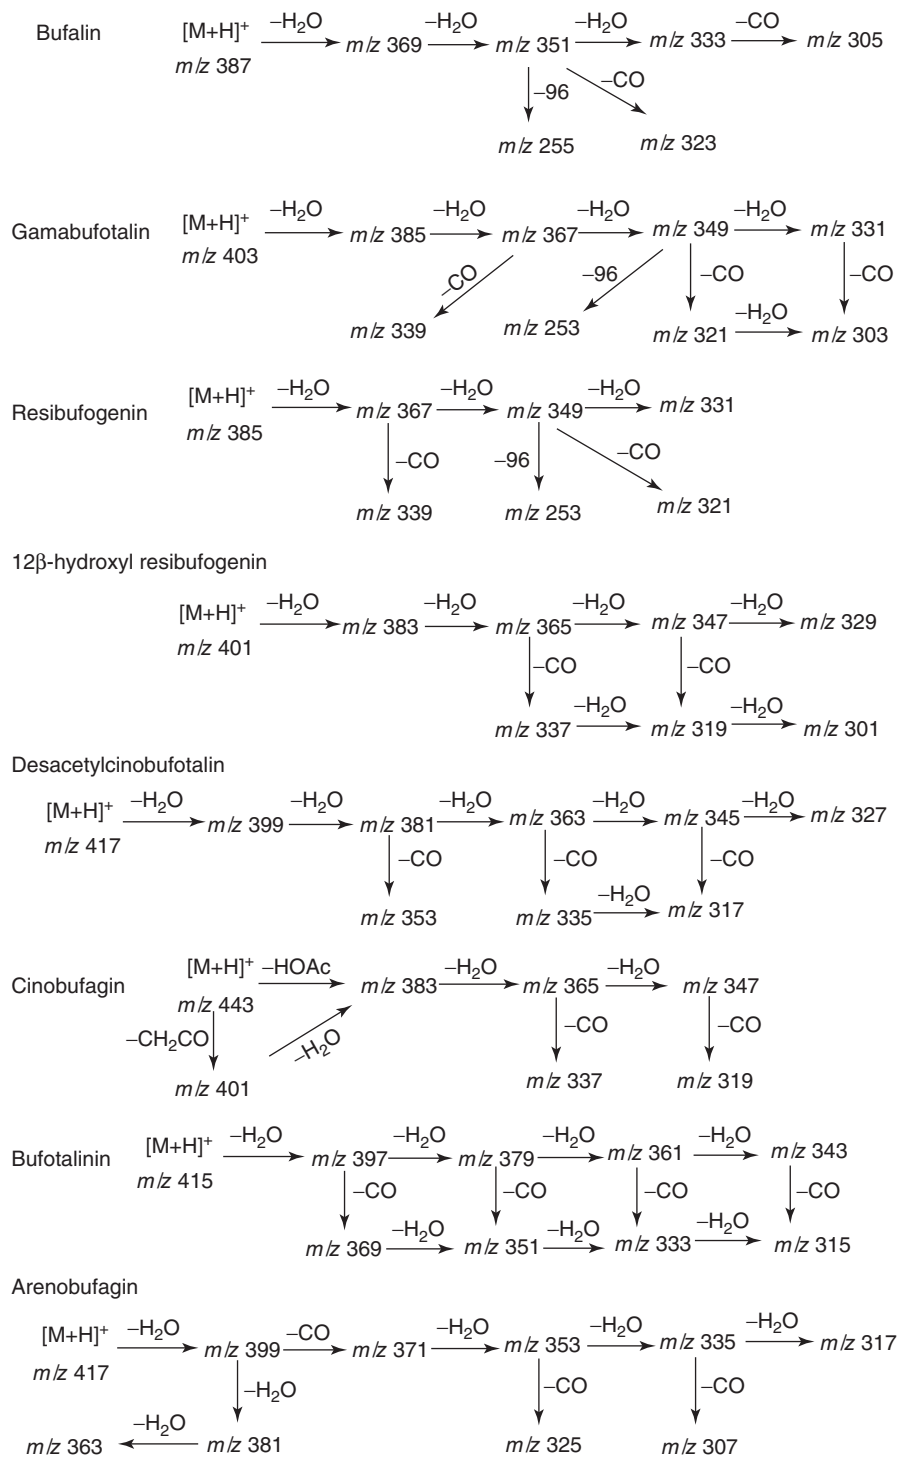 –H₂O –H₂O –H₂O –CO
Bufalin [M+H]⁺ m/z 369 m/z 351 m/z 333 m/z 305
m/z 387
–96 –CO
m/z 255 m/z 323
–H₂O –H₂O –H₂O –H₂O
Gamabufotalin [M+H]⁺ m/z 385 m/z 367 m/z 349 m/z 331
m/z 403
–CO –96 –CO –CO
–H₂O
m/z 339 m/z 253 m/z 321 m/z 303
–H₂O –H₂O –H₂O
Resibufogenin [M+H]⁺ m/z 367 m/z 349 m/z 331
m/z 385
–CO –96 –CO
m/z 339 m/z 253 m/z 321
12β-hydroxyl resibufogenin
–H₂O –H₂O –H₂O –H₂O
[M+H]⁺ m/z 383 m/z 365 m/z 347 m/z 329
m/z 401
–CO –CO
–H₂O –H₂O
m/z 337 m/z 319 m/z 301
Desacetylcinobufotalin
–H₂O –H₂O –H₂O –H₂O –H₂O
[M+H]⁺ m/z 399 m/z 381 m/z 363 m/z 345 m/z 327
m/z 417
–CO –CO –CO
–H₂O
m/z 353 m/z 335 m/z 317
–HOAc –H₂O –H₂O
Cinobufagin [M+H]⁺ m/z 383 m/z 365 m/z 347
m/z 443
–CH₂CO –H₂O –CO –CO
m/z 401 m/z 337 m/z 319
–H₂O –H₂O –H₂O –H₂O
Bufotalinin [M+H]⁺ m/z 397 m/z 379 m/z 361 m/z 343
m/z 415
–CO –CO –CO –CO
–H₂O –H₂O –H₂O
m/z 369 m/z 351 m/z 333 m/z 315
Arenobufagin
–H₂O –CO –H₂O –H₂O –H₂O
[M+H]⁺ m/z 399 m/z 371 m/z 353 m/z 335 m/z 317
m/z 417
–H₂O –CO –CO
–H₂O
m/z 363 m/z 381 m/z 325 m/z 307